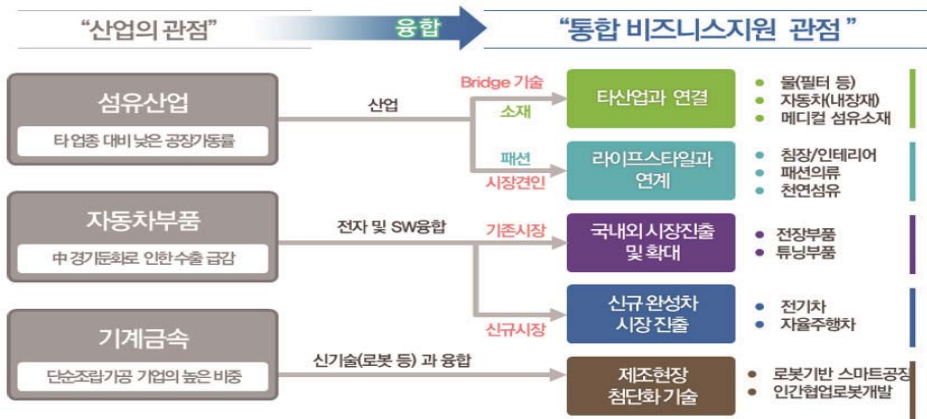 “산업의 관점”
융합
“통합 비즈니스지원 관점”
섬유산업
타 업종 대비 낮은 공장가동률
산업
Bridge 기술
소재
타산업과 연결
• 물(필터 등)
• 자동차(내장재)
• 메디컬 섬유소재
패션
시장견인
라이프스타일과
연계
• 침장/인테리어
• 패션의류
• 천연섬유
자동차부품
中 경기둔화로 인한 수출 급감
전자 및 SW융합
기존시장
국내외 시장진출
및 확대
• 전장부품
• 튜닝부품
신규시장
신규 완성차
시장 진출
• 전기차
• 자율주행차
기계금속
단순조립가공 기업의 높은 비중
신기술(로봇 등) 과 융합
제조현장
첨단화 기술
• 로봇기반 스마트공장
• 인간협업로봇개발